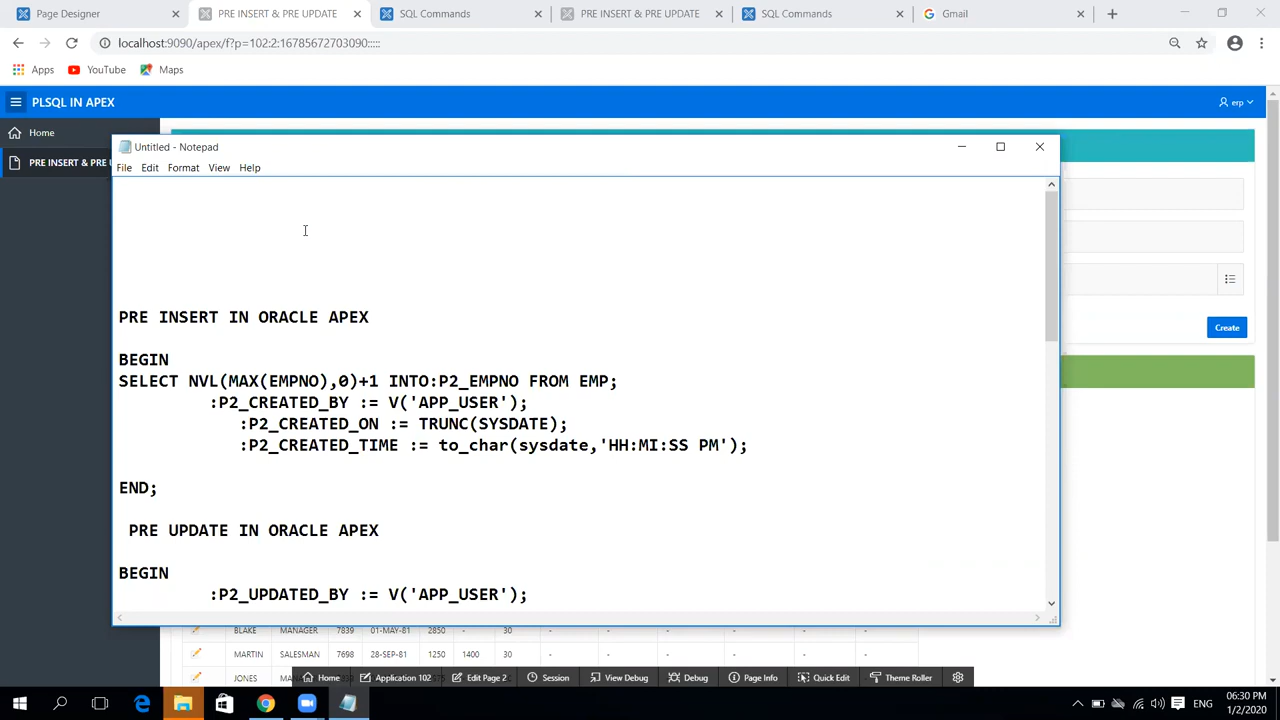 Page Designer
PRE INSERT & PRE UPDATE
SQL Commands
PRE INSERT & PRE UPDATE
SQL Commands
Gmail
localhost:9090/apex/f?p=102:2:16785672703090:::::
Apps
YouTube
Maps
PLSQL IN APEX
erp
Home
PRE INSERT & PRE U
Untitled - Notepad
File Edit Format View Help
PRE INSERT IN ORACLE APEX
BEGIN
SELECT NVL(MAX(EMPNO),0)+1 INTO:P2_EMPNO FROM EMP;
:P2_CREATED_BY := V('APP_USER');
:P2_CREATED_ON := TRUNC(SYSDATE);
:P2_CREATED_TIME := to_char(sysdate,'HH:MI:SS PM');
END;
PRE UPDATE IN ORACLE APEX
BEGIN
:P2_UPDATED_BY := V('APP_USER');
Create
BLAKE MANAGER 7839 01-MAY-81 2850 - 30 - - - - - -
MARTIN SALESMAN 7698 28-SEP-81 1250 1400 30 - - - - - -
JONES
Home
Application 102
Edit Page 2
Session
View Debug
Debug
Page Info
Quick Edit
Theme Roller
ENG
06:30 PM
1/2/2020